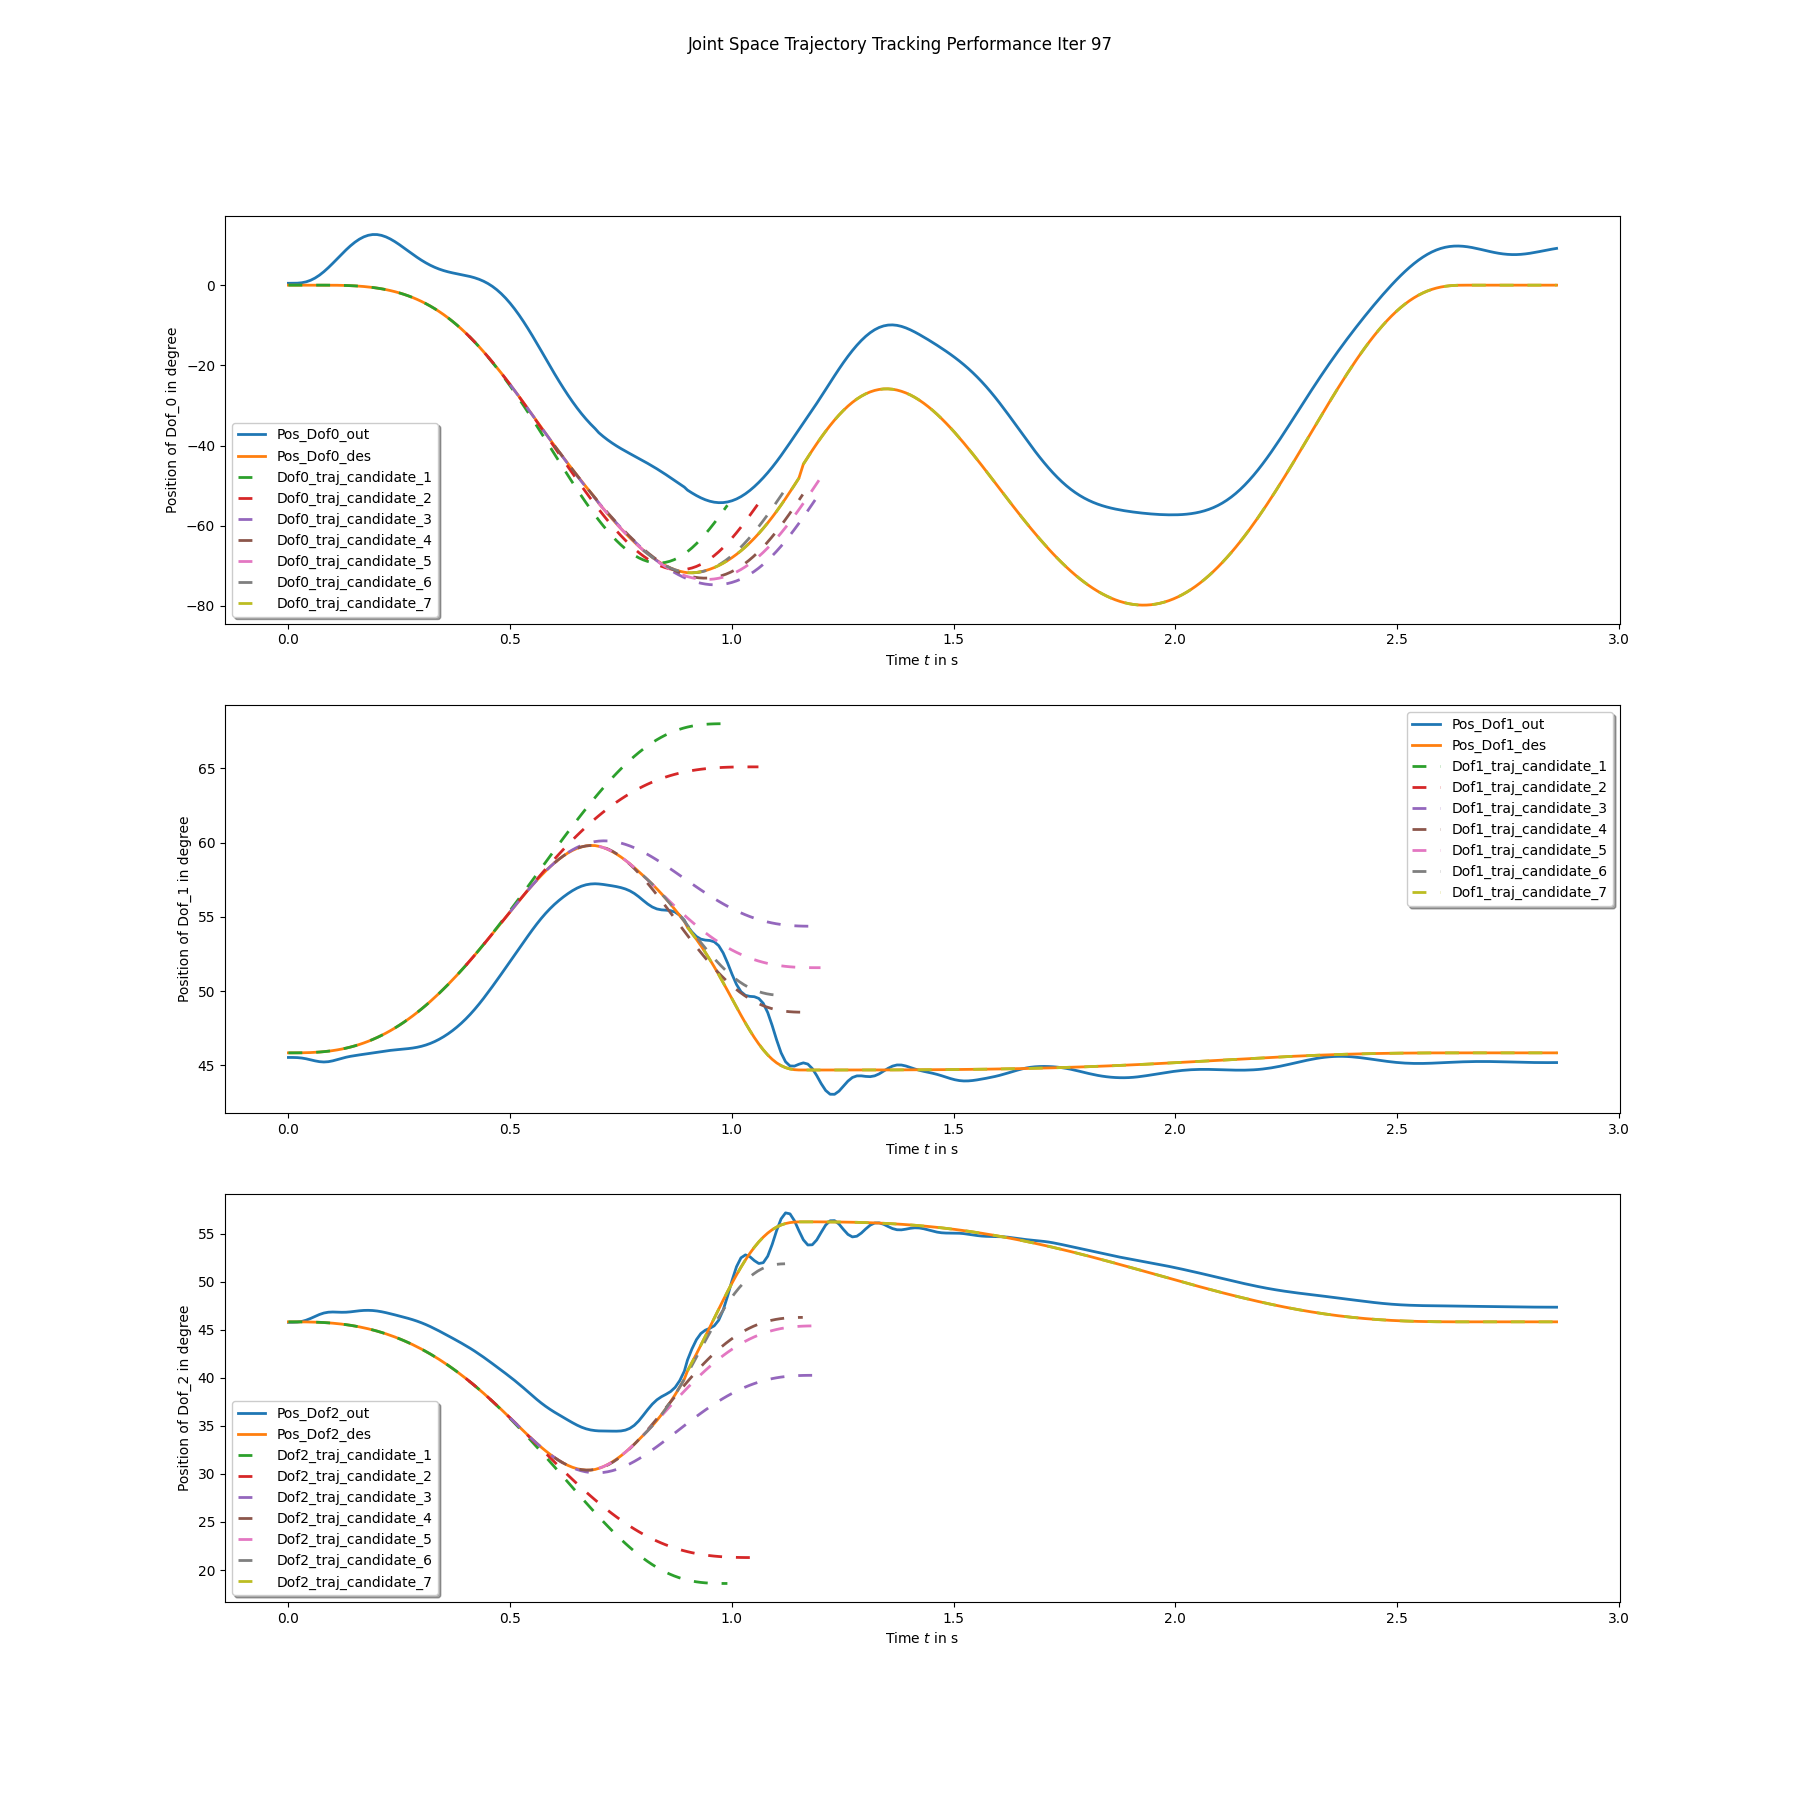 Joint Space Trajectory Tracking Performance Iter 97
Position of Dof_0 in degree
0
−20
−40
−60
−80
Pos_Dof0_out
Pos_Dof0_des
Dof0_traj_candidate_1
Dof0_traj_candidate_2
Dof0_traj_candidate_3
Dof0_traj_candidate_4
Dof0_traj_candidate_5
Dof0_traj_candidate_6
Dof0_traj_candidate_7
0.0 0.5 1.0 1.5 2.0 2.5 3.0
Time t in s
Position of Dof_1 in degree
65
60
55
50
45
Pos_Dof1_out
Pos_Dof1_des
Dof1_traj_candidate_1
Dof1_traj_candidate_2
Dof1_traj_candidate_3
Dof1_traj_candidate_4
Dof1_traj_candidate_5
Dof1_traj_candidate_6
Dof1_traj_candidate_7
0.0 0.5 1.0 1.5 2.0 2.5 3.0
Time t in s
Position of Dof_2 in degree
55
50
45
40
35
30
25
20
Pos_Dof2_out
Pos_Dof2_des
Dof2_traj_candidate_1
Dof2_traj_candidate_2
Dof2_traj_candidate_3
Dof2_traj_candidate_4
Dof2_traj_candidate_5
Dof2_traj_candidate_6
Dof2_traj_candidate_7
0.0 0.5 1.0 1.5 2.0 2.5 3.0
Time t in s